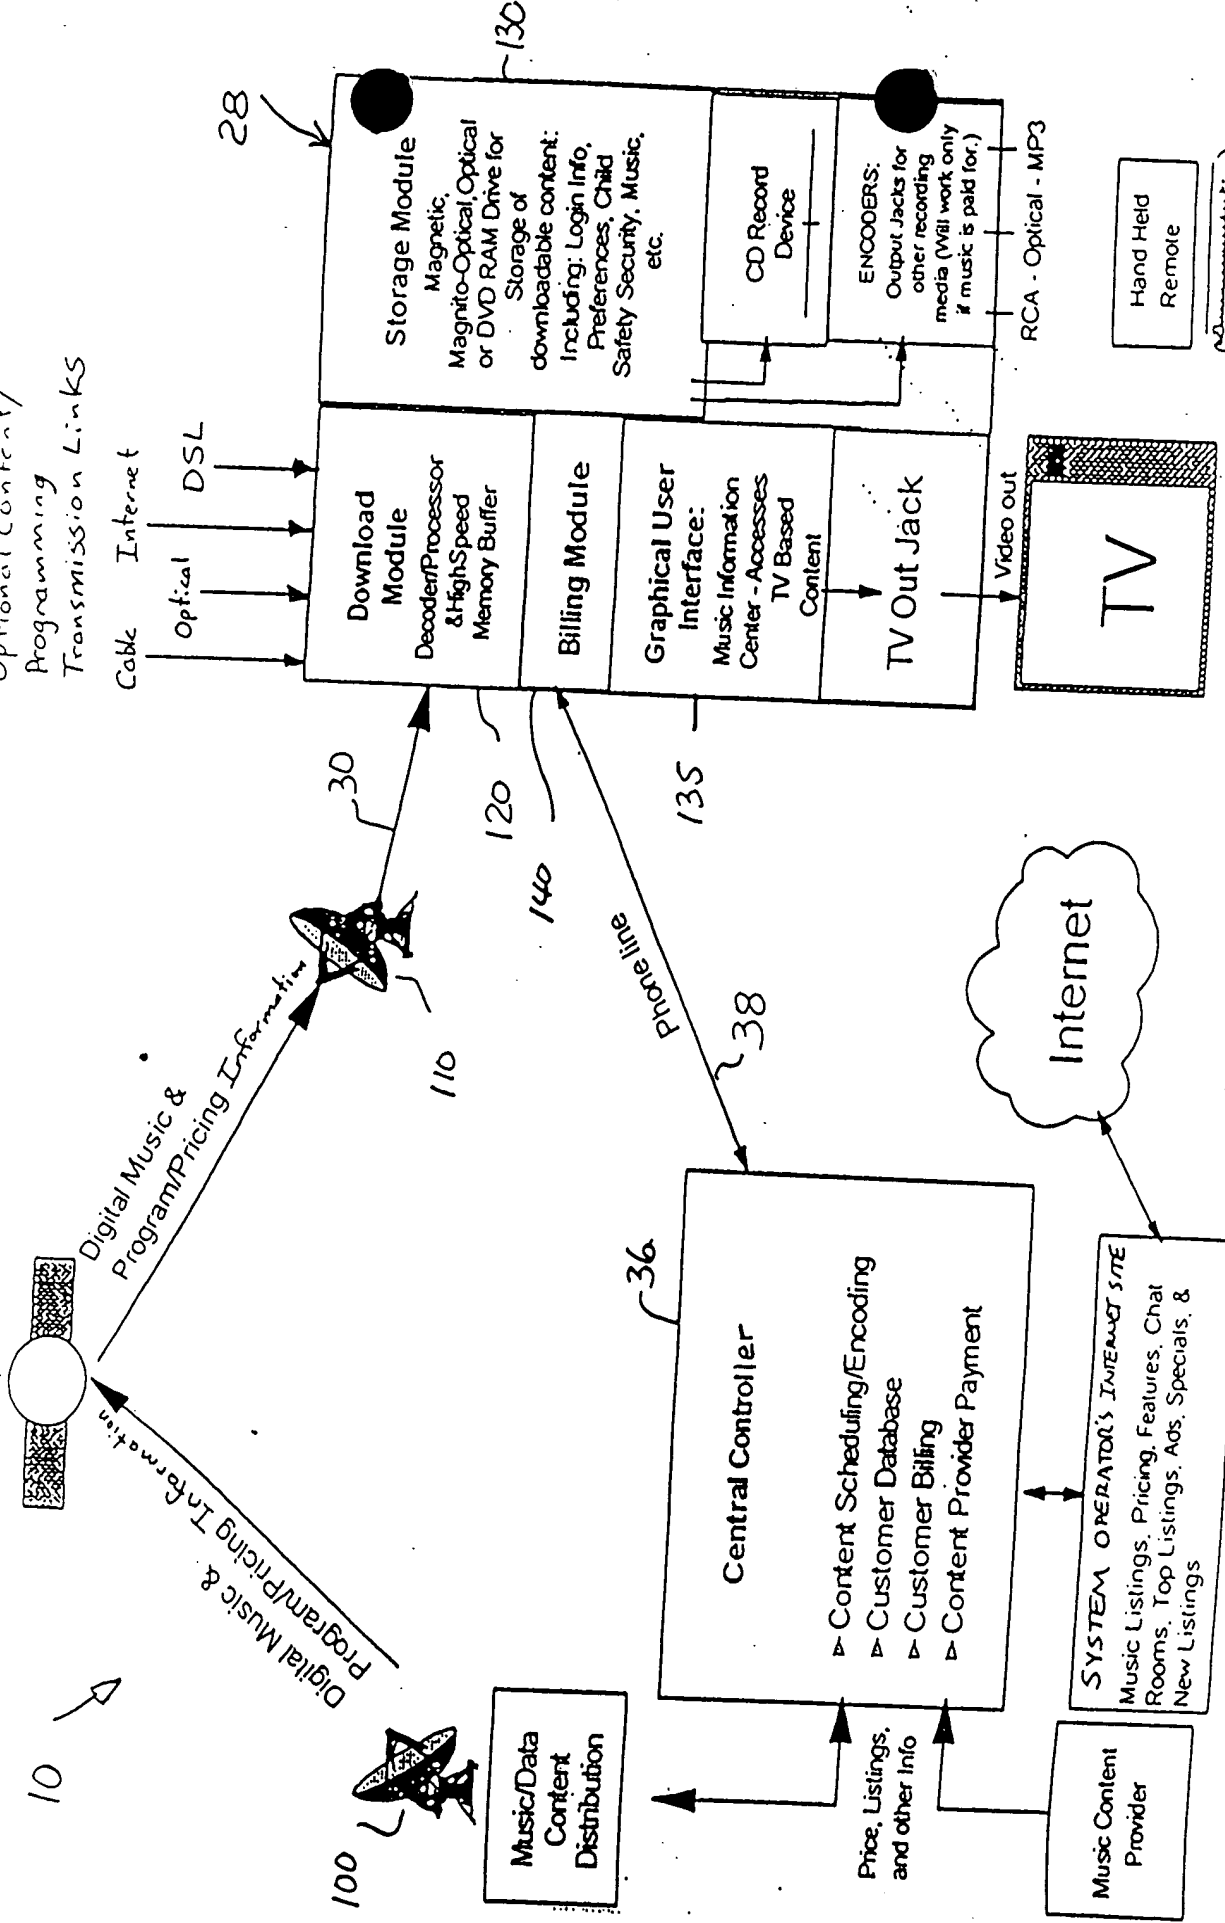 10
Digital Music &
Program/Pricing Information
Digital Music &
Program/Pricing Information
100
110
30
Music/Data
Content
Distribution
Programming
Transmission Links
Cable
Optical
Internet
DSL
28
130
Download
Module
Decoder/Processor
& High Speed
Memory Buffer
120
Billing Module
140
Graphical User
Interface:
Music Information
Center - Accesses
TV Based
Content
135
TV Out Jack
Video out
TV
Storage Module
Magnetic,
Magnito-Optical, Optical
or DVD RAM Drive for
Storage of
downloadable content:
Including: Login Info,
Preferences, Child
Safety Security, Music,
etc.
CD Record
Device
ENCODERS:
Output Jacks for
other recording
media (Will work only
if music is paid for.)
RCA - Optical - MP3
Hand Held
Remote
Phone line
38
36
Central Controller
▷ Content Scheduling/Encoding
▷ Customer Database
▷ Customer Billing
▷ Content Provider Payment
Price, Listings,
and other Info
Music Content
Provider
SYSTEM OPERATOR'S INTERNET SITE
Music Listings, Pricing, Features, Chat
Rooms, Top Listings, Ads, Specials, &
New Listings
Internet